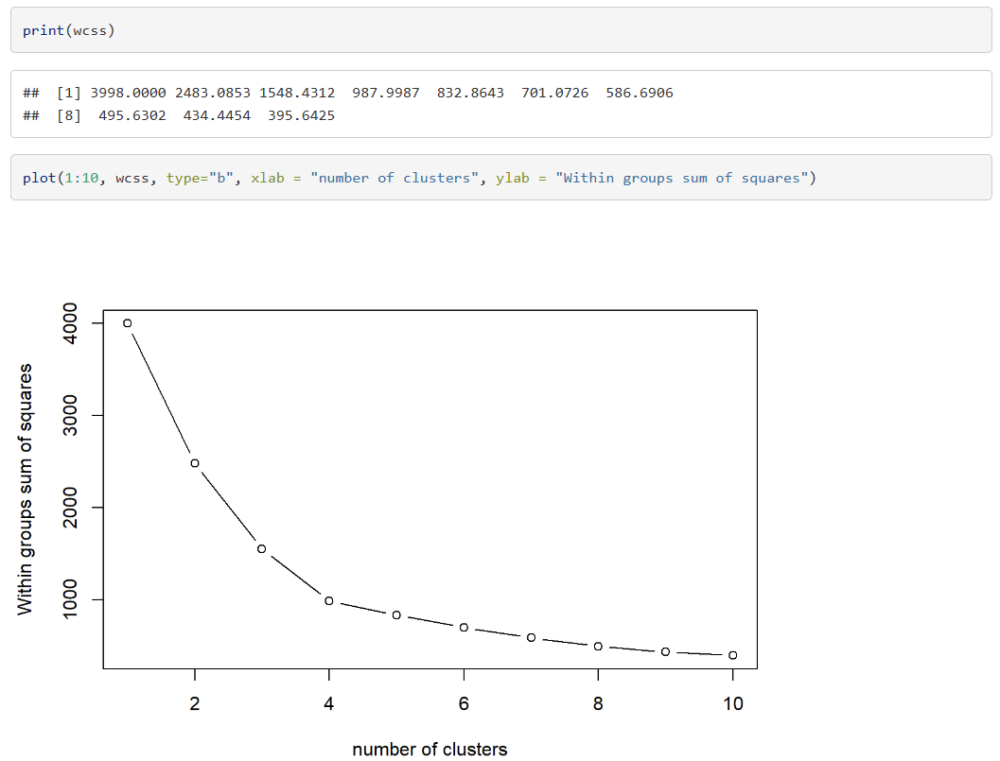 print(wcss)
##  [1] 3998.0000 2483.0853 1548.4312  987.9987  832.8643  701.0726  586.6906
##  [8]  495.6302  434.4454  395.6425
plot(1:10, wcss, type="b", xlab = "number of clusters", ylab = "Within groups sum of squares")
Within groups sum of squares
4000
3000
2000
1000
2 4 6 8 10
number of clusters